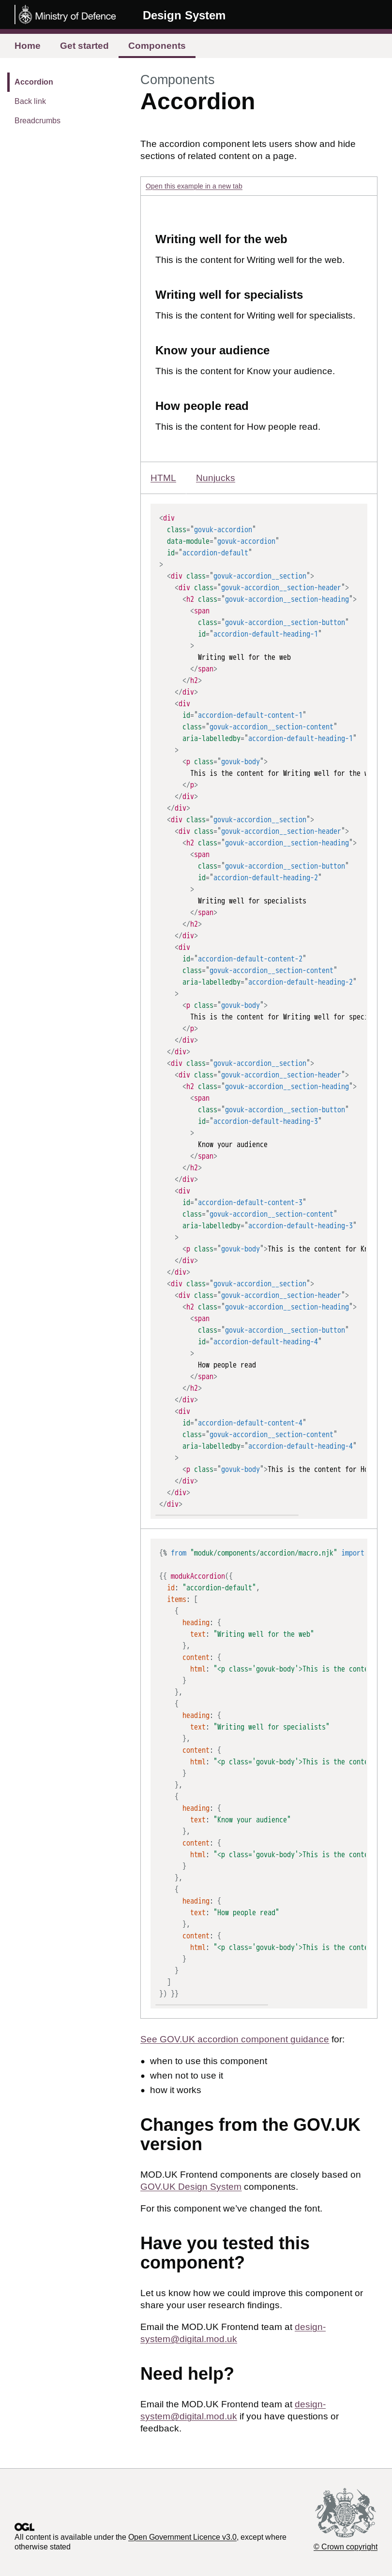 Ministry of Defence
Design System
Home
Get started
Components
Accordion
Back link
Breadcrumbs
Components
Accordion
The accordion component lets users show and hide
sections of related content on a page.
Open this example in a new tab
Writing well for the web
This is the content for Writing well for the web.
Writing well for specialists
This is the content for Writing well for specialists.
Know your audience
This is the content for Know your audience.
How people read
This is the content for How people read.
HTML
Nunjucks
<div
class="govuk-accordion"
data-module="govuk-accordion"
id="accordion-default"
>
<div class="govuk-accordion__section">
<div class="govuk-accordion__section-header">
<h2 class="govuk-accordion__section-heading">
<span
class="govuk-accordion__section-button"
id="accordion-default-heading-1"
>
Writing well for the web
</span>
</h2>
</div>
<div
id="accordion-default-content-1"
class="govuk-accordion__section-content"
aria-labelledby="accordion-default-heading-1"
>
<p class="govuk-body">
This is the content for Writing well for the w
</p>
</div>
</div>
<div class="govuk-accordion__section">
<div class="govuk-accordion__section-header">
<h2 class="govuk-accordion__section-heading">
<span
class="govuk-accordion__section-button"
id="accordion-default-heading-2"
>
Writing well for specialists
</span>
</h2>
</div>
<div
id="accordion-default-content-2"
class="govuk-accordion__section-content"
aria-labelledby="accordion-default-heading-2"
>
<p class="govuk-body">
This is the content for Writing well for speci
</p>
</div>
</div>
<div class="govuk-accordion__section">
<div class="govuk-accordion__section-header">
<h2 class="govuk-accordion__section-heading">
<span
class="govuk-accordion__section-button"
id="accordion-default-heading-3"
>
Know your audience
</span>
</h2>
</div>
<div
id="accordion-default-content-3"
class="govuk-accordion__section-content"
aria-labelledby="accordion-default-heading-3"
>
<p class="govuk-body">This is the content for Kn
</div>
</div>
<div class="govuk-accordion__section">
<div class="govuk-accordion__section-header">
<h2 class="govuk-accordion__section-heading">
<span
class="govuk-accordion__section-button"
id="accordion-default-heading-4"
>
How people read
</span>
</h2>
</div>
<div
id="accordion-default-content-4"
class="govuk-accordion__section-content"
aria-labelledby="accordion-default-heading-4"
>
<p class="govuk-body">This is the content for Ho
</div>
</div>
</div>
{% from "moduk/components/accordion/macro.njk" import
{{ modukAccordion({
id: "accordion-default",
items: [
{
heading: {
text: "Writing well for the web"
},
content: {
html: "<p class='govuk-body'>This is the conte
}
},
{
heading: {
text: "Writing well for specialists"
},
content: {
html: "<p class='govuk-body'>This is the conte
}
},
{
heading: {
text: "Know your audience"
},
content: {
html: "<p class='govuk-body'>This is the conte
}
},
{
heading: {
text: "How people read"
},
content: {
html: "<p class='govuk-body'>This is the conte
}
}
]
}) }}
See GOV.UK accordion component guidance for:
• when to use this component
• when not to use it
• how it works
Changes from the GOV.UK
version
MOD.UK Frontend components are closely based on
GOV.UK Design System components.
For this component we've changed the font.
Have you tested this
component?
Let us know how we could improve this component or
share your user research findings.
Email the MOD.UK Frontend team at design-
system@digital.mod.uk
Need help?
Email the MOD.UK Frontend team at design-
system@digital.mod.uk if you have questions or
feedback.
OGL
All content is available under the Open Government Licence v3.0, except where
otherwise stated
© Crown copyright